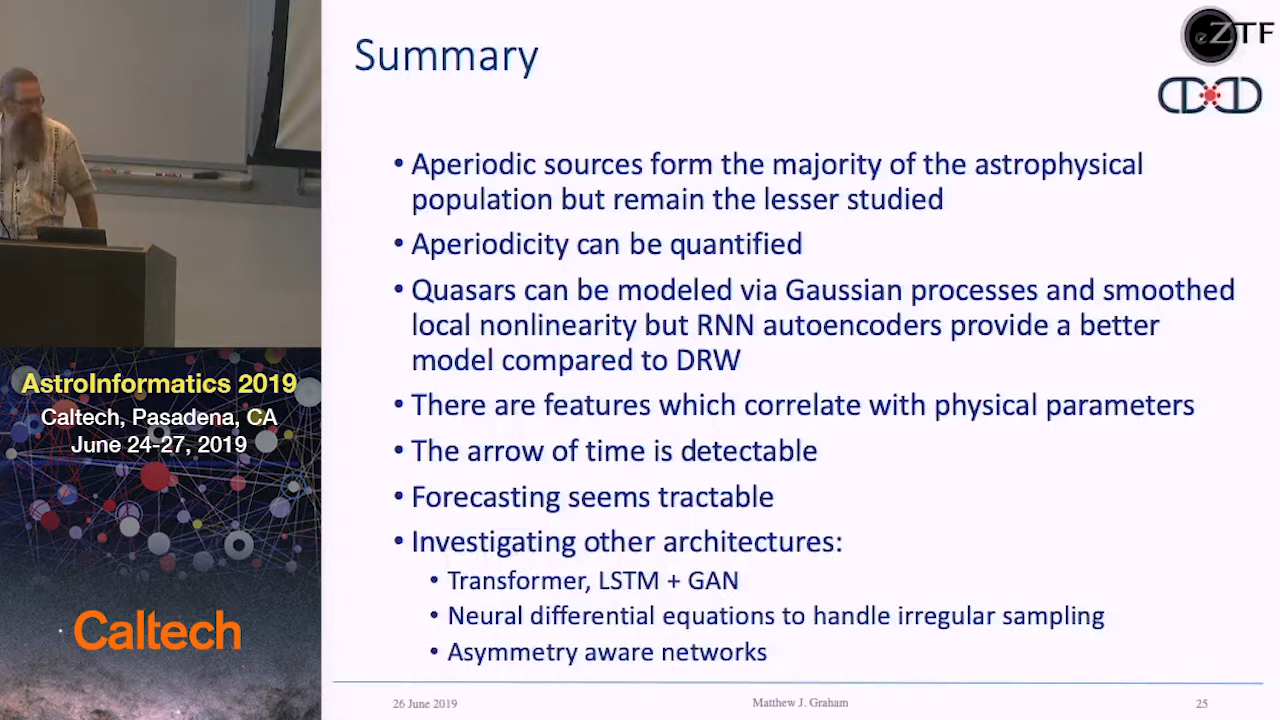 Summary
ZTF
• Aperiodic sources form the majority of the astrophysical
population but remain the lesser studied
• Aperiodicity can be quantified
• Quasars can be modeled via Gaussian processes and smoothed
local nonlinearity but RNN autoencoders provide a better
model compared to DRW
• There are features which correlate with physical parameters
• The arrow of time is detectable
• Forecasting seems tractable
• Investigating other architectures:
• Transformer, LSTM + GAN
• Neural differential equations to handle irregular sampling
• Asymmetry aware networks
26 June 2019
Matthew J. Graham
25
AstroInformatics 2019
Caltech, Pasadena, CA
June 24-27, 2019
Caltech